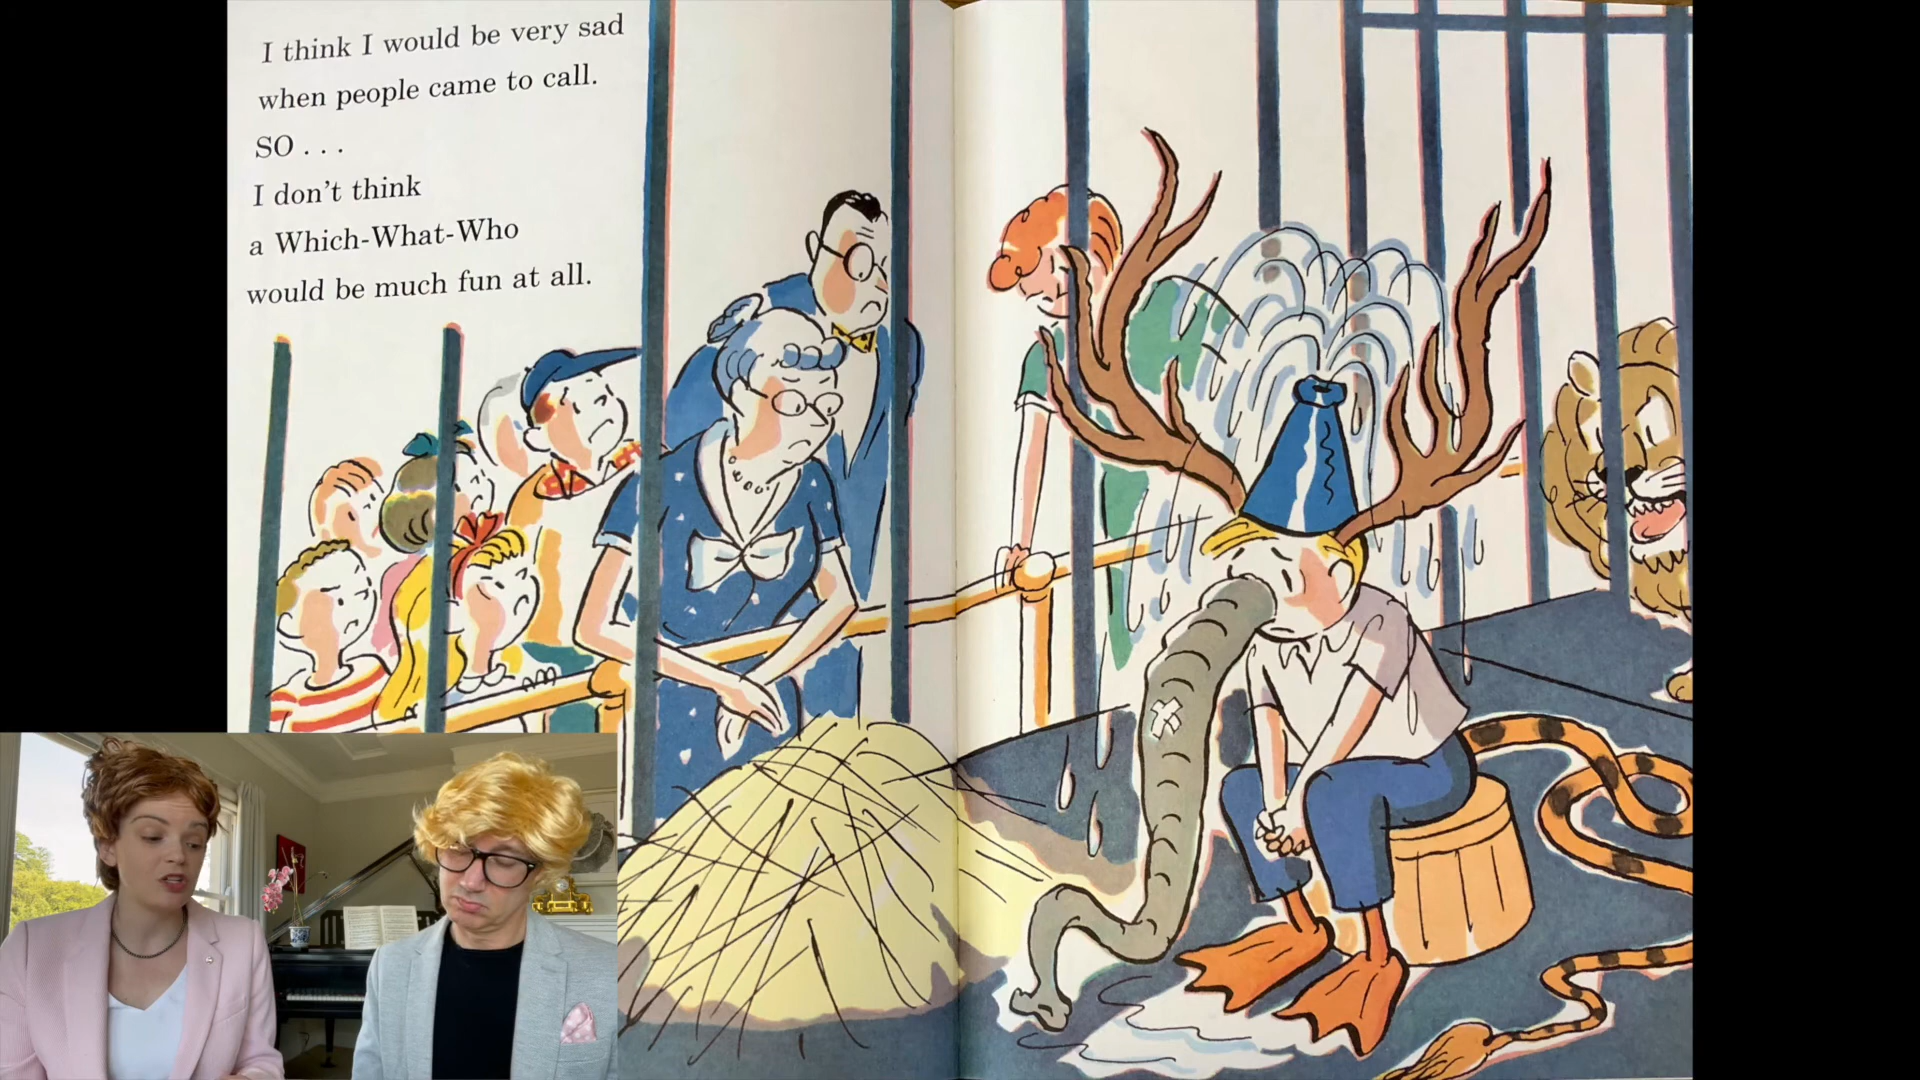 I think I would be very sad
when people came to call.
SO . . .
I don't think
a Which-What-Who
would be much fun at all.